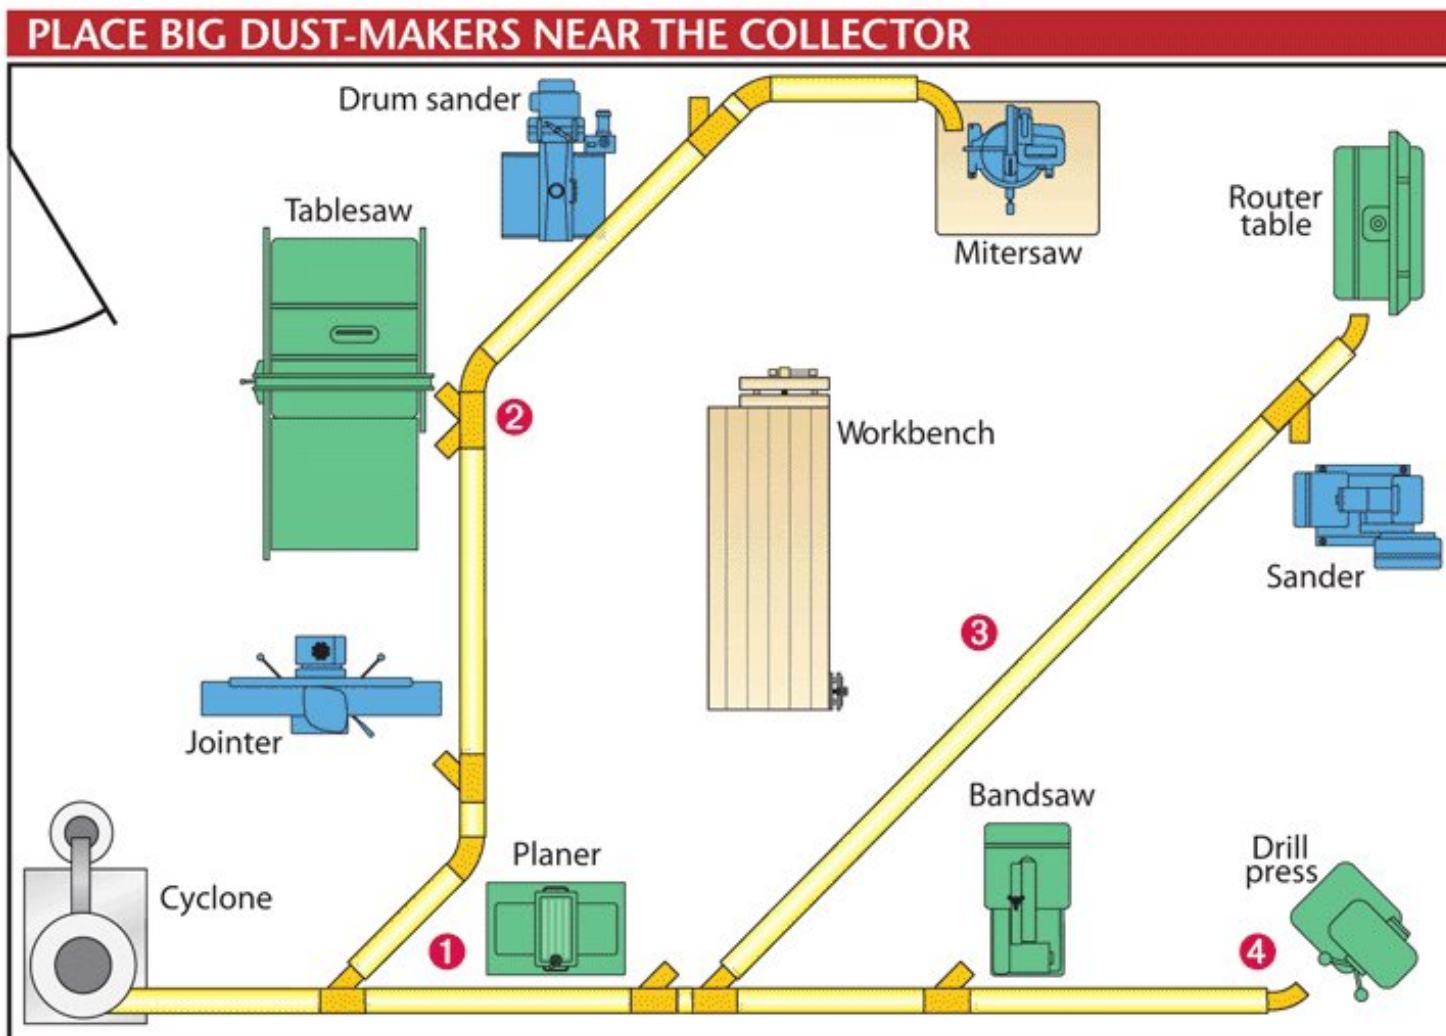 PLACE BIG DUST-MAKERS NEAR THE COLLECTOR
Drum sander
Tablesaw
Mitersaw
Router
table
2
Workbench
Sander
3
Jointer
Bandsaw
Planer
Drill
press
Cyclone
1
4